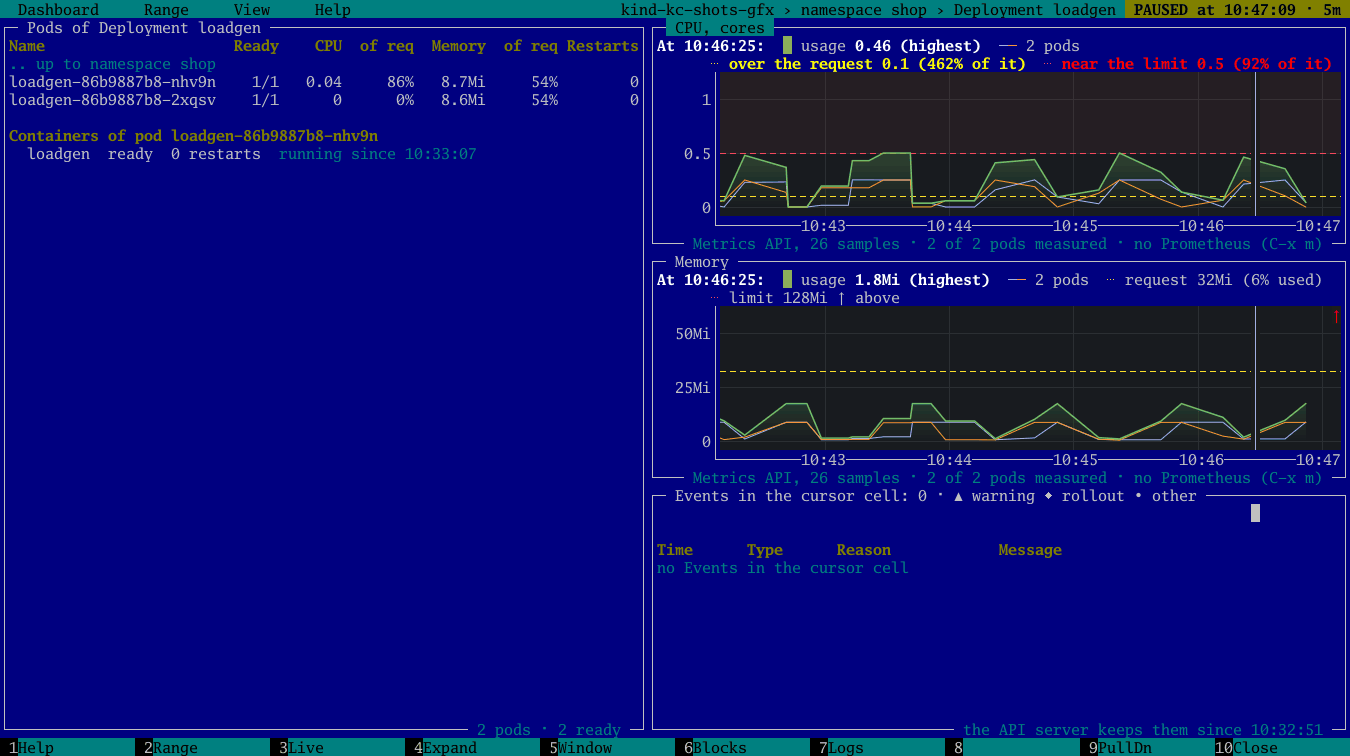 Dashboard Range View Help kind-kc-shots-gfx › namespace shop › Deployment loadgen PAUSED at 10:47:09 · 5m
Pods of Deployment loadgen
Name Ready CPU of req Memory of req Restarts
.. up to namespace shop
loadgen-86b9887b8-nhv9n 1/1 0.04 86% 8.7Mi 54% 0
loadgen-86b9887b8-2xqsv 1/1 0 0% 8.6Mi 54% 0
Containers of pod loadgen-86b9887b8-nhv9n
loadgen ready 0 restarts running since 10:33:07
2 pods · 2 ready
CPU, cores
At 10:46:25: usage 0.46 (highest) — 2 pods
over the request 0.1 (462% of it) near the limit 0.5 (92% of it)
1
0.5
0
10:43 10:44 10:45 10:46 10:47
Metrics API, 26 samples · 2 of 2 pods measured · no Prometheus (C-x m)
Memory
At 10:46:25: usage 1.8Mi (highest) — 2 pods request 32Mi (6% used)
limit 128Mi ↑ above
↑
50Mi
25Mi
0
10:43 10:44 10:45 10:46 10:47
Metrics API, 26 samples · 2 of 2 pods measured · no Prometheus (C-x m)
Events in the cursor cell: 0 · ▲ warning ◆ rollout • other
Time Type Reason Message
no Events in the cursor cell
the API server keeps them since 10:32:51
1Help 2Range 3Live 4Expand 5Window 6Blocks 7Logs 8 9PullDn 10Close